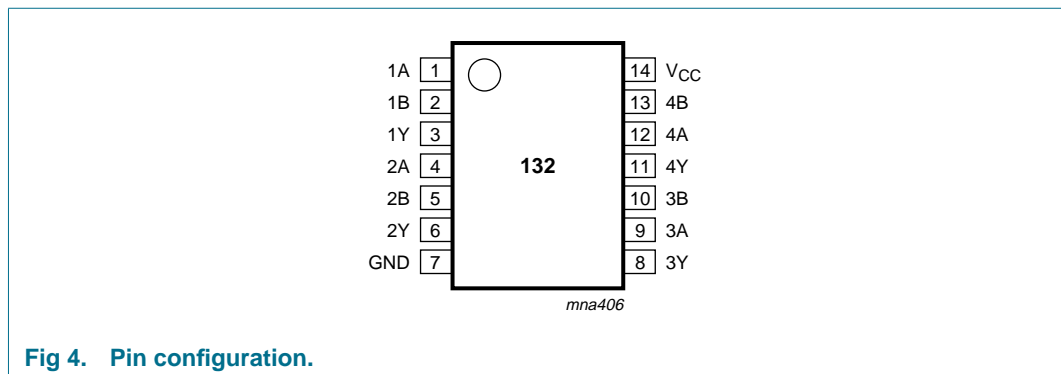 1A 1 14 VCC
1B 2 13 4B
1Y 3 12 4A
2A 4 132 11 4Y
2B 5 10 3B
2Y 6 9 3A
GND 7 8 3Y
mna406
Fig 4. Pin configuration.